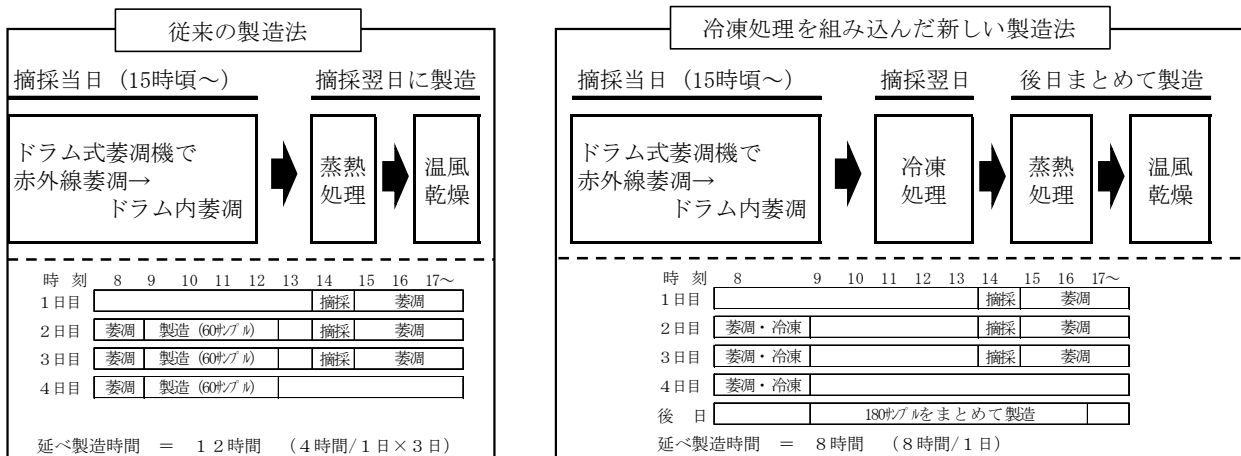 従来の製造法
摘採当日(15時頃~)
摘採翌日に製造
ドラム式萎凋機で
赤外線萎凋→
ドラム内萎凋
蒸熱
処理
温風
乾燥
時 刻 8 9 10 11 12 13 14 15 16 17~
1日目 摘採 萎凋
2日目 萎凋 製造(60サンプル) 摘採 萎凋
3日目 萎凋 製造(60サンプル) 摘採 萎凋
4日目 萎凋 製造(60サンプル)
延べ製造時間 = 12時間 (4時間/1日×3日)
冷凍処理を組み込んだ新しい製造法
摘採当日(15時頃~)
摘採翌日
後日まとめて製造
ドラム式萎凋機で
赤外線萎凋→
ドラム内萎凋
冷凍
処理
蒸熱
処理
温風
乾燥
時 刻 8 9 10 11 12 13 14 15 16 17~
1日目 摘採 萎凋
2日目 萎凋・冷凍 摘採 萎凋
3日目 萎凋・冷凍 摘採 萎凋
4日目 萎凋・冷凍
後 日 180サンプルをまとめて製造
延べ製造時間 = 8時間 (8時間/1日)